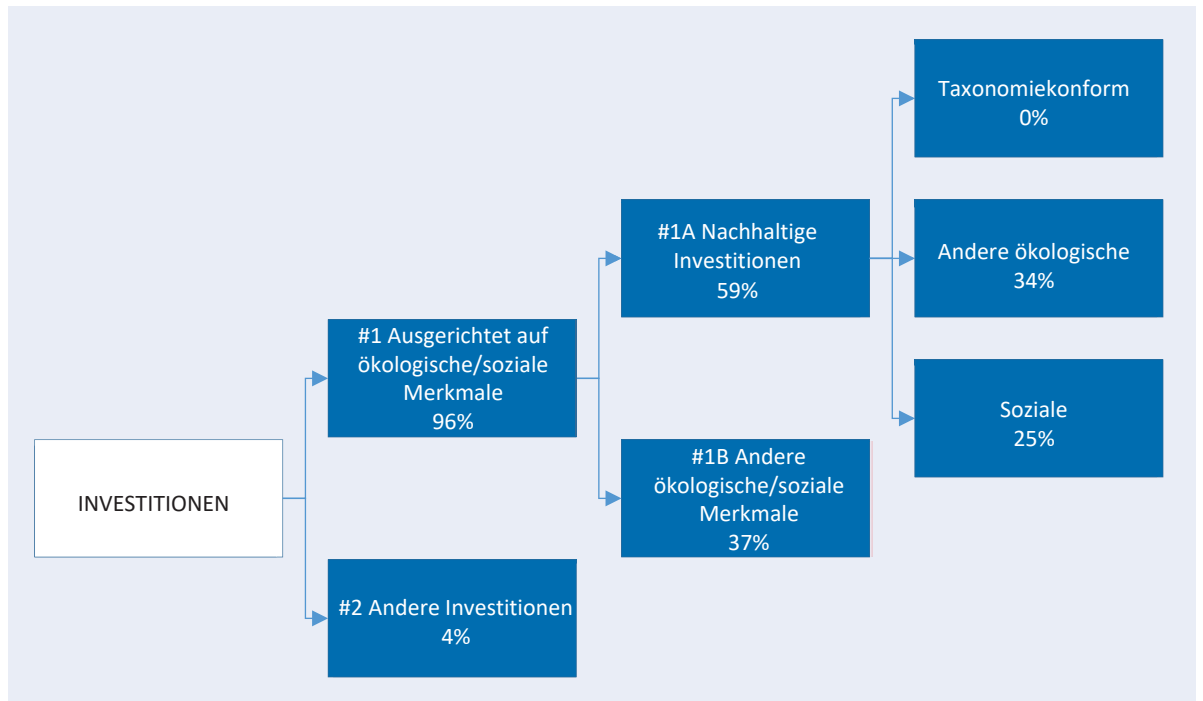 INVESTITIONEN
#1 Ausgerichtet auf
ökologische/soziale
Merkmale
96%
#2 Andere Investitionen
4%
#1A Nachhaltige
Investitionen
59%
#1B Andere
ökologische/soziale
Merkmale
37%
Taxonomiekonform
0%
Andere ökologische
34%
Soziale
25%